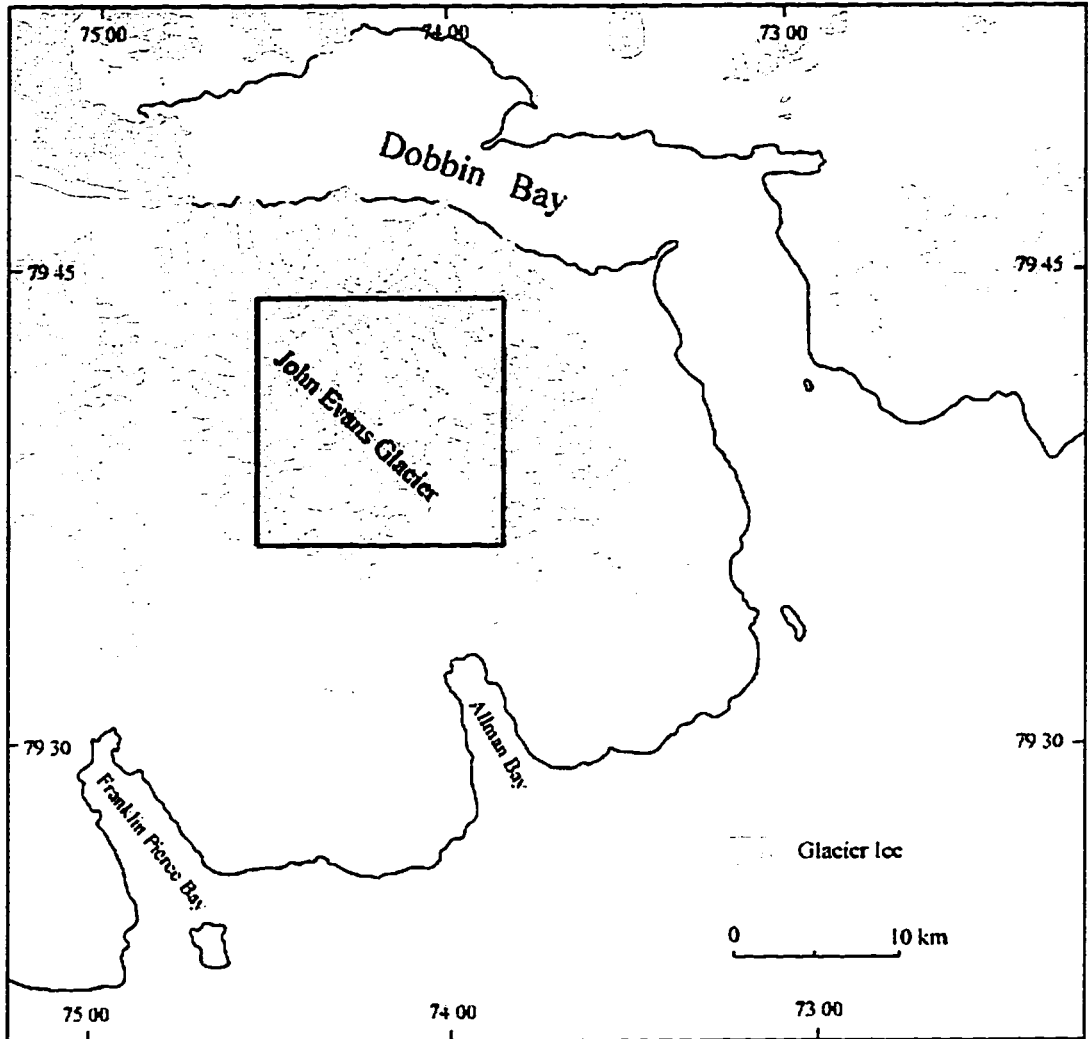 75 00
74 00
73 00
Dobbin Bay
79 45
79 45
John Evans Glacier
Allman Bay
79 30
79 30
Franklin Pierce Bay
Glacier Ice
0
10 km
75 00
74 00
73 00